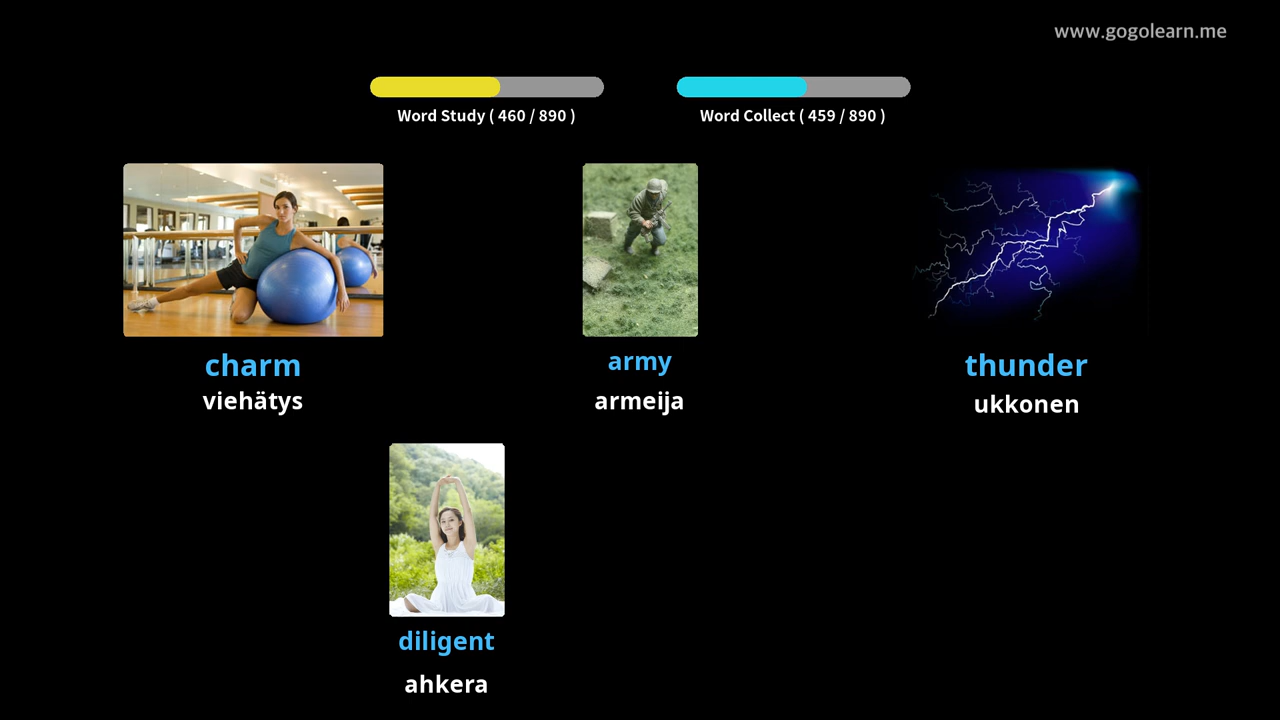 www.gogolearn.me
Word Study ( 460 / 890 )
Word Collect ( 459 / 890 )
charm
viehätys
army
armeija
thunder
ukkonen
diligent
ahkera